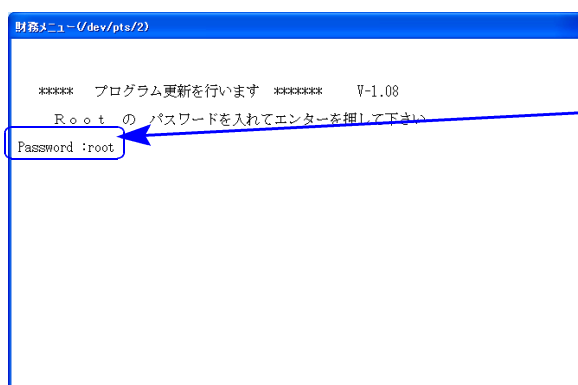 財務メニュー(/dev/pts/2)
***** プログラム更新を行います ******* V-1.08
Ｒｏｏｔ の パスワードを入れてエンターを押して下さい
Password :root